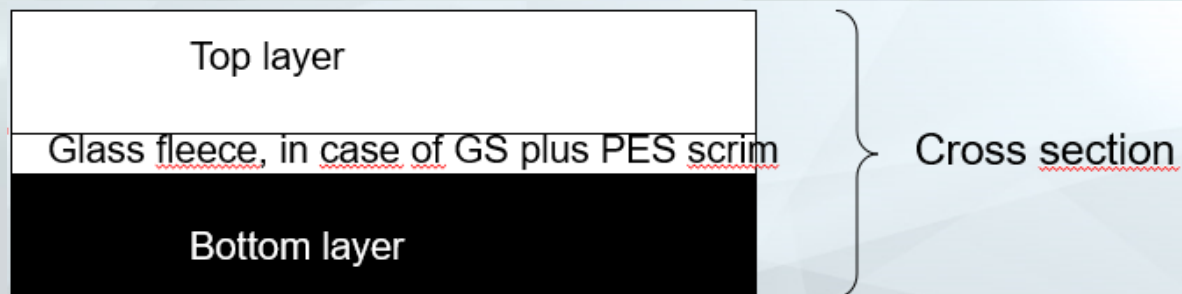 Top layer
Glass fleece, in case of GS plus PES scrim
Cross section
Bottom layer